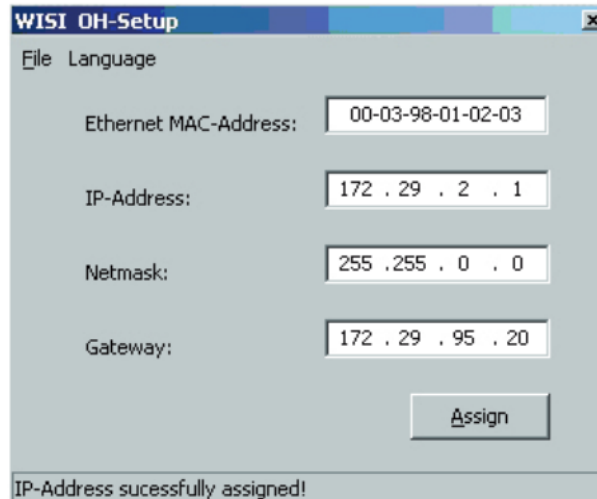 WISI OH-Setup
File Language
Ethernet MAC-Address: 00-03-98-01-02-03
IP-Address: 172 . 29 . 2 . 1
Netmask: 255 .255 . 0 . 0
Gateway: 172 . 29 . 95 . 20
Assign
IP-Address sucessfully assigned!